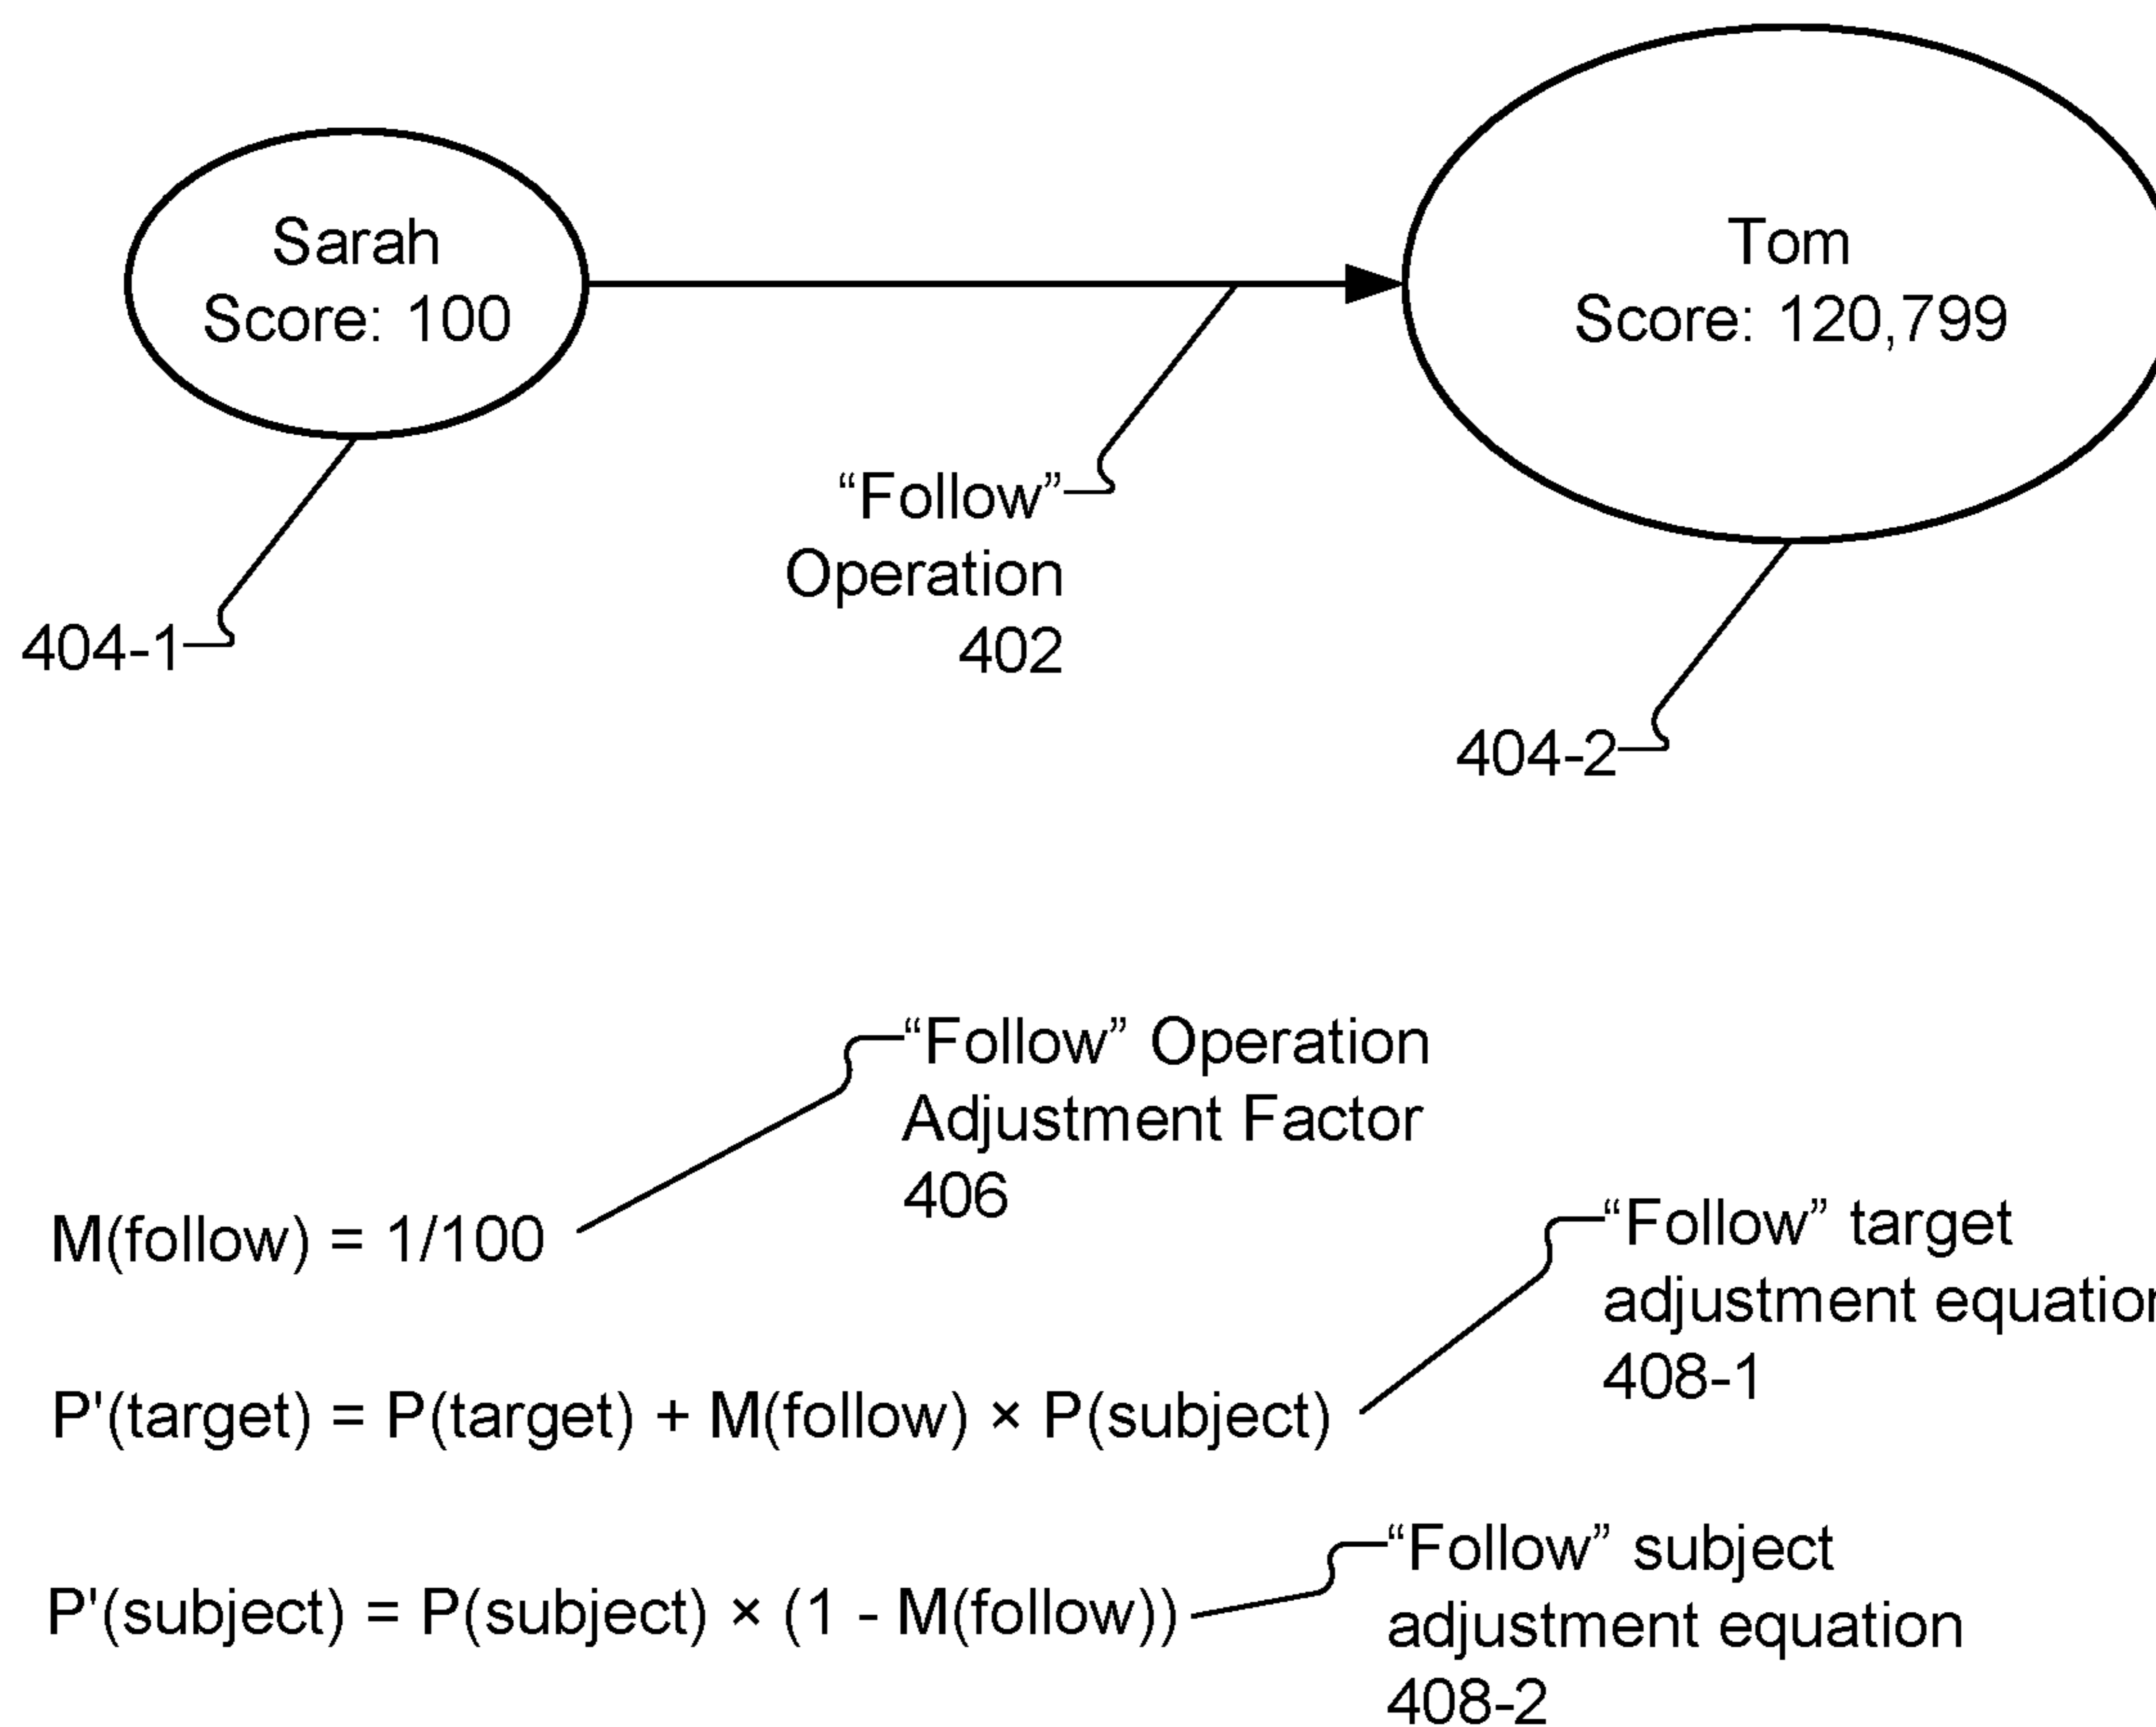 Sarah
Score: 100
Tom
Score: 120,799
“Follow”
Operation
402
404-1
404-2
“Follow” Operation
Adjustment Factor
406
M(follow) = 1/100
“Follow” target
adjustment equation
408-1
P'(target) = P(target) + M(follow) × P(subject)
“Follow” subject
adjustment equation
408-2
P'(subject) = P(subject) × (1 - M(follow))